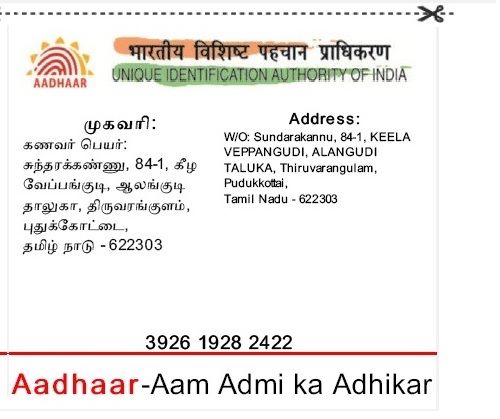 भारतीय विशिष्ट पहचान प्राधिकरण
UNIQUE IDENTIFICATION AUTHORITY OF INDIA
AADHAAR
முகவரி:
கணவர் பெயர்:
சுந்தரக்கண்ணு, 84-1, கீழ
வேப்பங்குடி, ஆலங்குடி
தாலுகா, திருவரங்குளம்,
புதுக்கோட்டை,
தமிழ் நாடு - 622303
Address:
W/O: Sundarakannu, 84-1, KEELA
VEPPANGUDI, ALANGUDI
TALUKA, Thiruvarangulam,
Pudukkottai,
Tamil Nadu - 622303
3926 1928 2422
Aadhaar-Aam Admi ka Adhikar